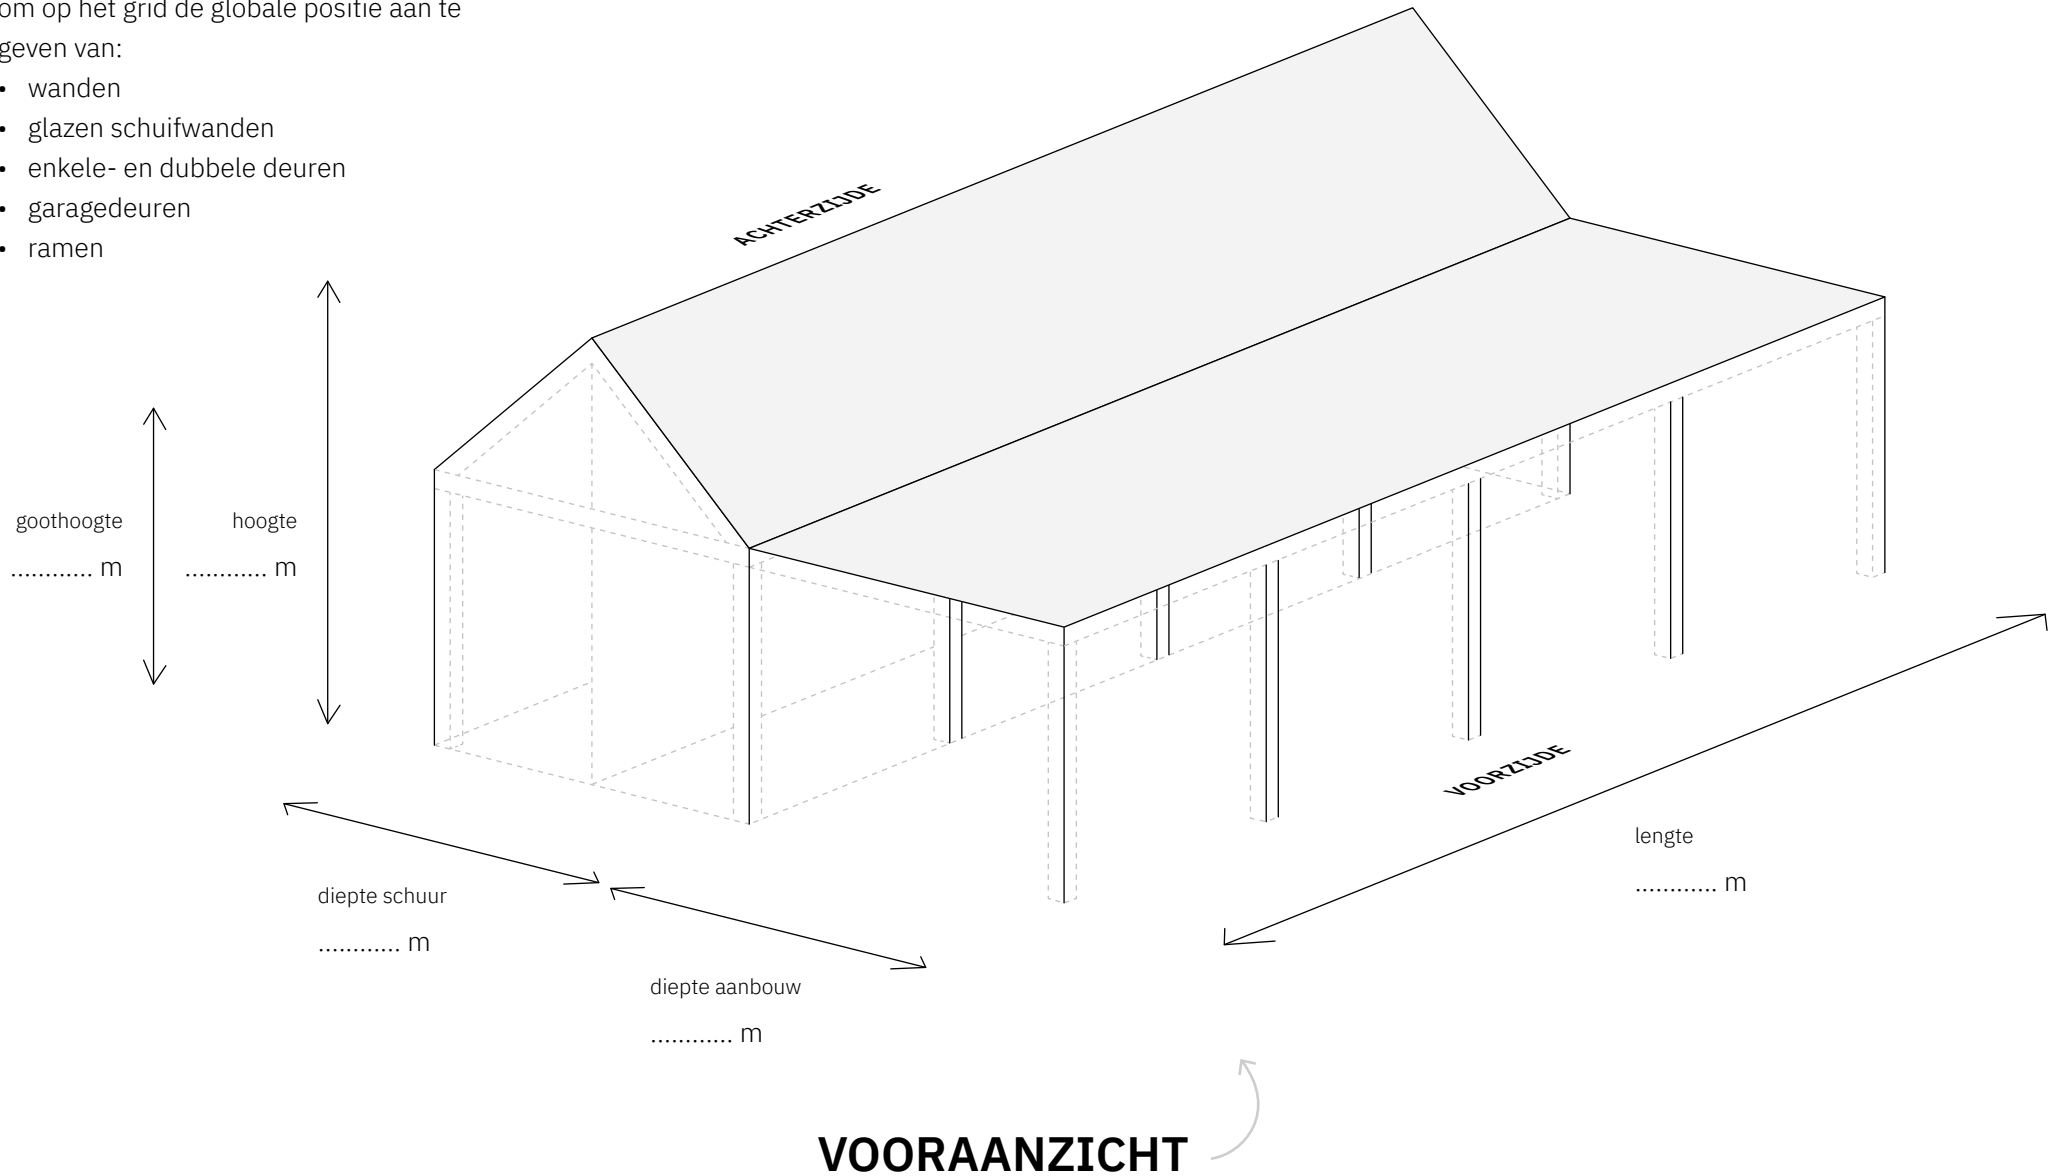 om op het grid de globale positie aan te
geven van:
• wanden
• glazen schuifwanden
• enkele- en dubbele deuren
• garagedeuren
• ramen
ACHTERZIJDE
goothoogte
............ m
hoogte
............ m
VOORZIJDE
lengte
............ m
diepte schuur
............ m
diepte aanbouw
............ m
VOORAANZICHT